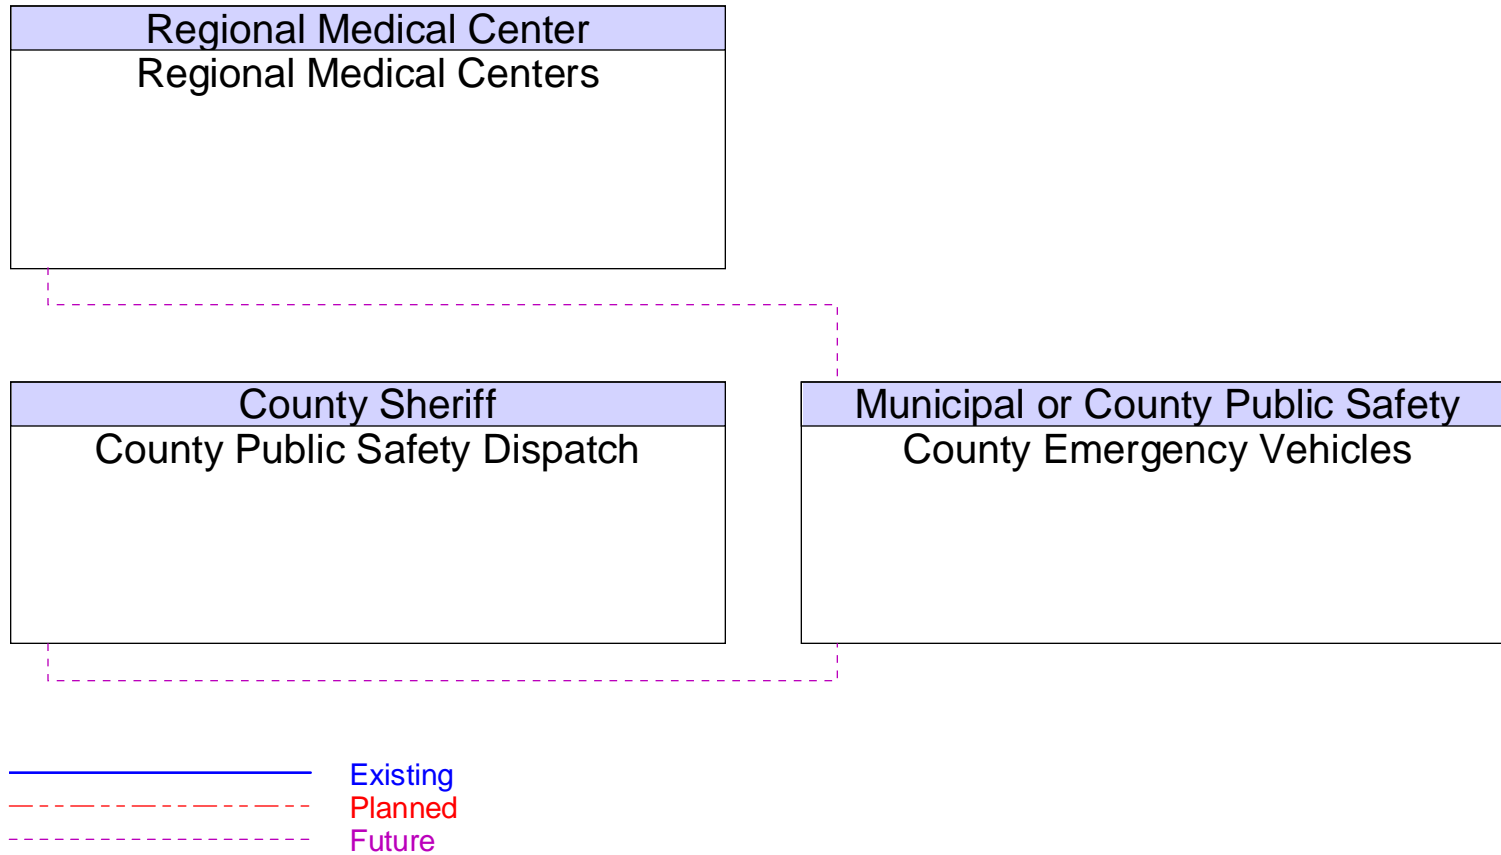 Regional Medical Center
Regional Medical Centers
County Sheriff
County Public Safety Dispatch
Municipal or County Public Safety
County Emergency Vehicles
Existing
Planned
Future